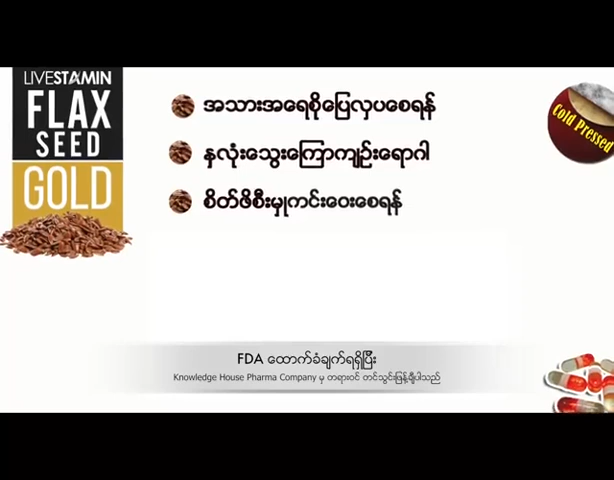 LIVESTAMIN
FLAX
SEED
GOLD
အသားအရေစိုပြေလှပစေရန်
နှလုံးသွေးကြောကျဉ်းရောဂါ
စိတ်ဖိစီးမှုကင်းဝေးစေရန်
Cold Pressed
FDA ထောက်ခံချက်ရရှိပြီး
Knowledge House Pharma Company မှ တရားဝင် တင်သွင်းဖြန့်ချီပါသည်